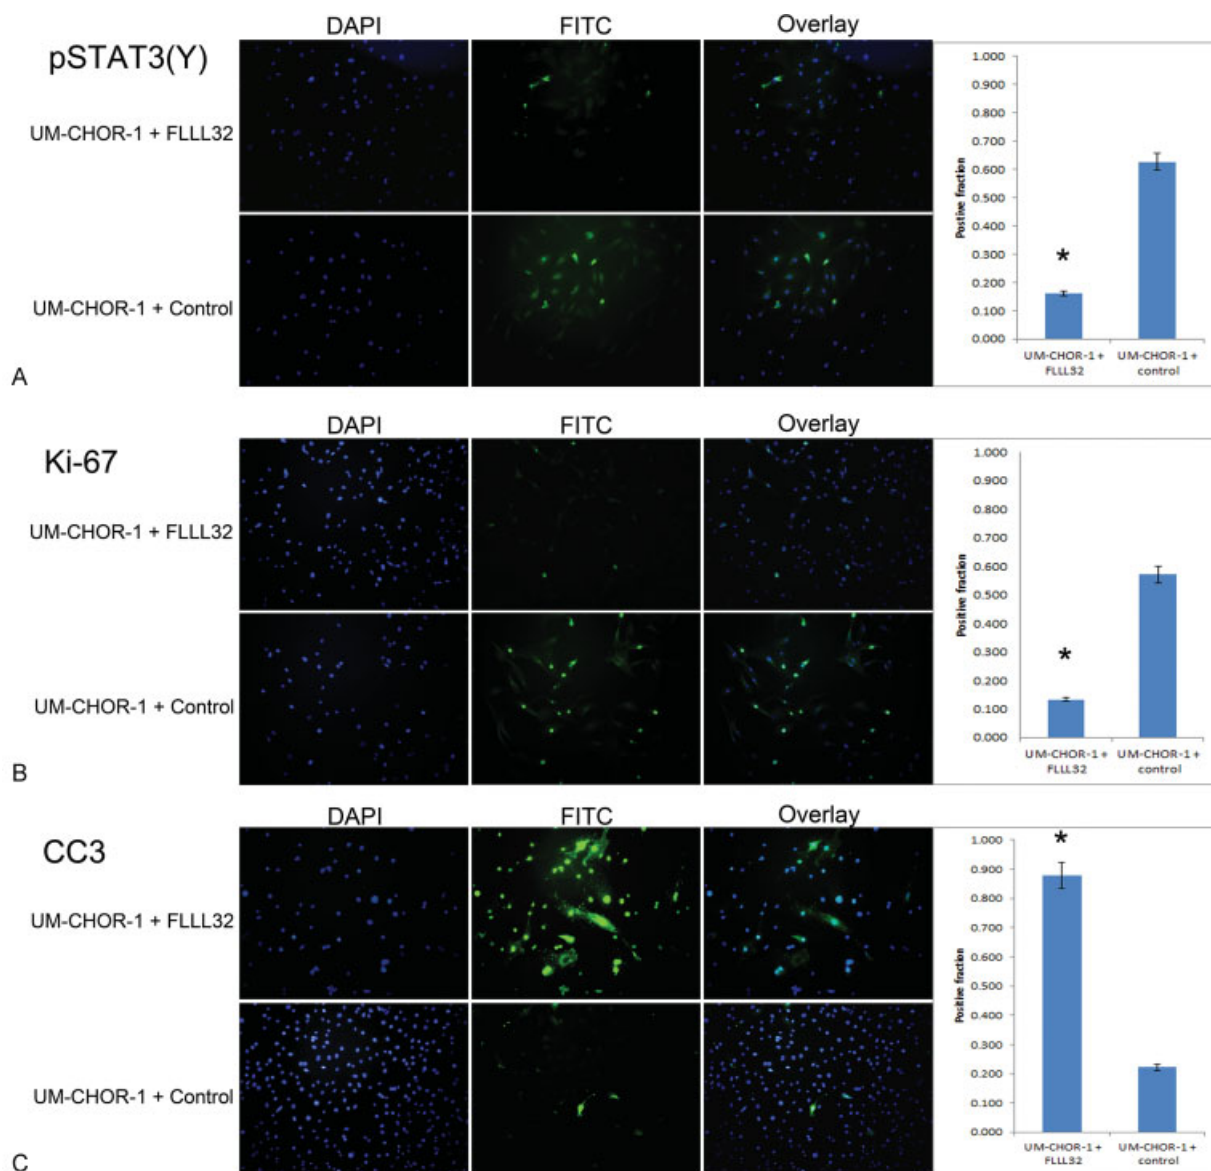 DAPI FITC Overlay
pSTAT3(Y)
UM-CHOR-1 + FLLL32
UM-CHOR-1 + Control
A
1.000
0.900
0.800
0.700
0.600
0.500
0.400
0.300
0.200
0.100
0.000
Postive fraction
*
UM-CHOR-1 +
FLLL32
UM-CHOR-1 +
control
DAPI FITC Overlay
Ki-67
UM-CHOR-1 + FLLL32
UM-CHOR-1 + Control
B
1.000
0.900
0.800
0.700
0.600
0.500
0.400
0.300
0.200
0.100
0.000
Positive fraction
*
UM-CHOR-1 +
FLLL32
UM-CHOR-1 +
control
DAPI FITC Overlay
CC3
UM-CHOR-1 + FLLL32
UM-CHOR-1 + Control
C
1.000
0.900
0.800
0.700
0.600
0.500
0.400
0.300
0.200
0.100
0.000
Positive fraction
*
UM-CHOR-1 +
FLLL32
UM-CHOR-1 +
control